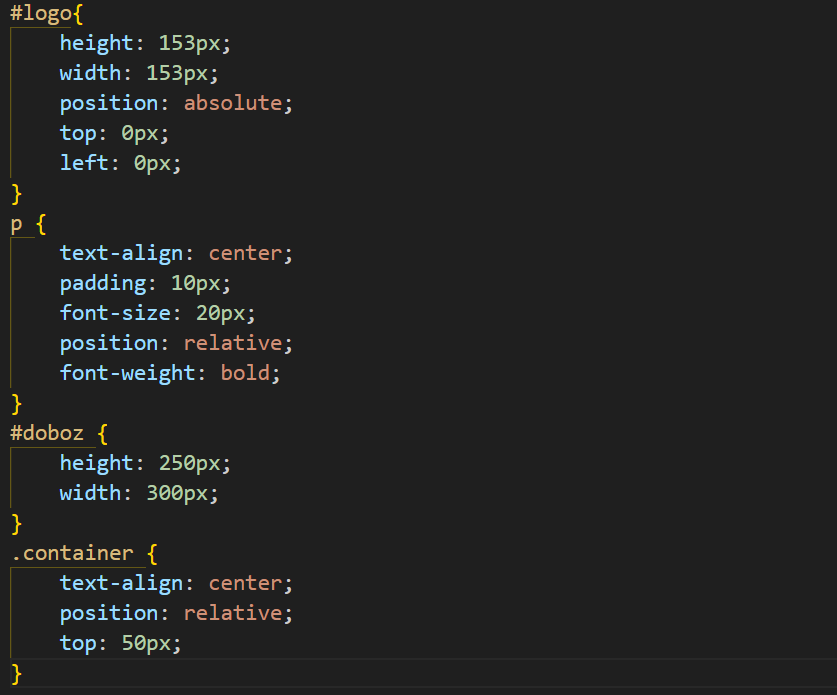 #logo{
    height: 153px;
    width: 153px;
    position: absolute;
    top: 0px;
    left: 0px;
}
p {
    text-align: center;
    padding: 10px;
    font-size: 20px;
    position: relative;
    font-weight: bold;
}
#doboz {
    height: 250px;
    width: 300px;
}
.container {
    text-align: center;
    position: relative;
    top: 50px;
}